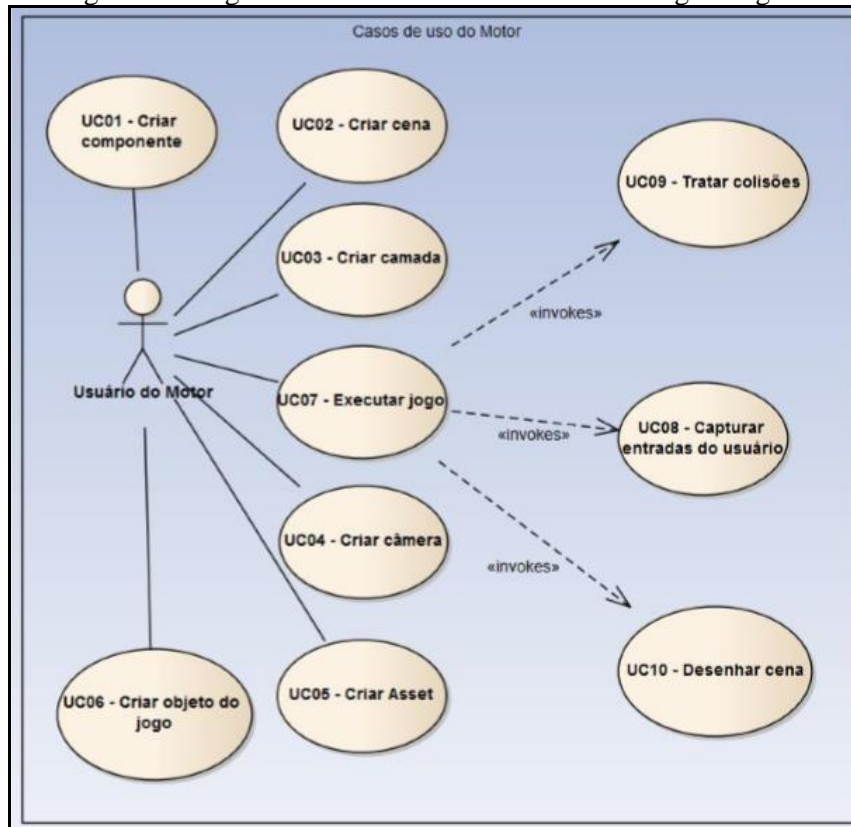 Casos de uso do Motor
UC01 - Criar
componente
UC02 - Criar cena
UC09 - Tratar colisões
UC03 - Criar camada
«invokes»
Usuário do Motor
UC07 - Executar jogo
«invokes»
UC08 - Capturar
entradas do usuário
UC04 - Criar câmera
«invokes»
UC06 - Criar objeto do
jogo
UC05 - Criar Asset
UC10 - Desenhar cena